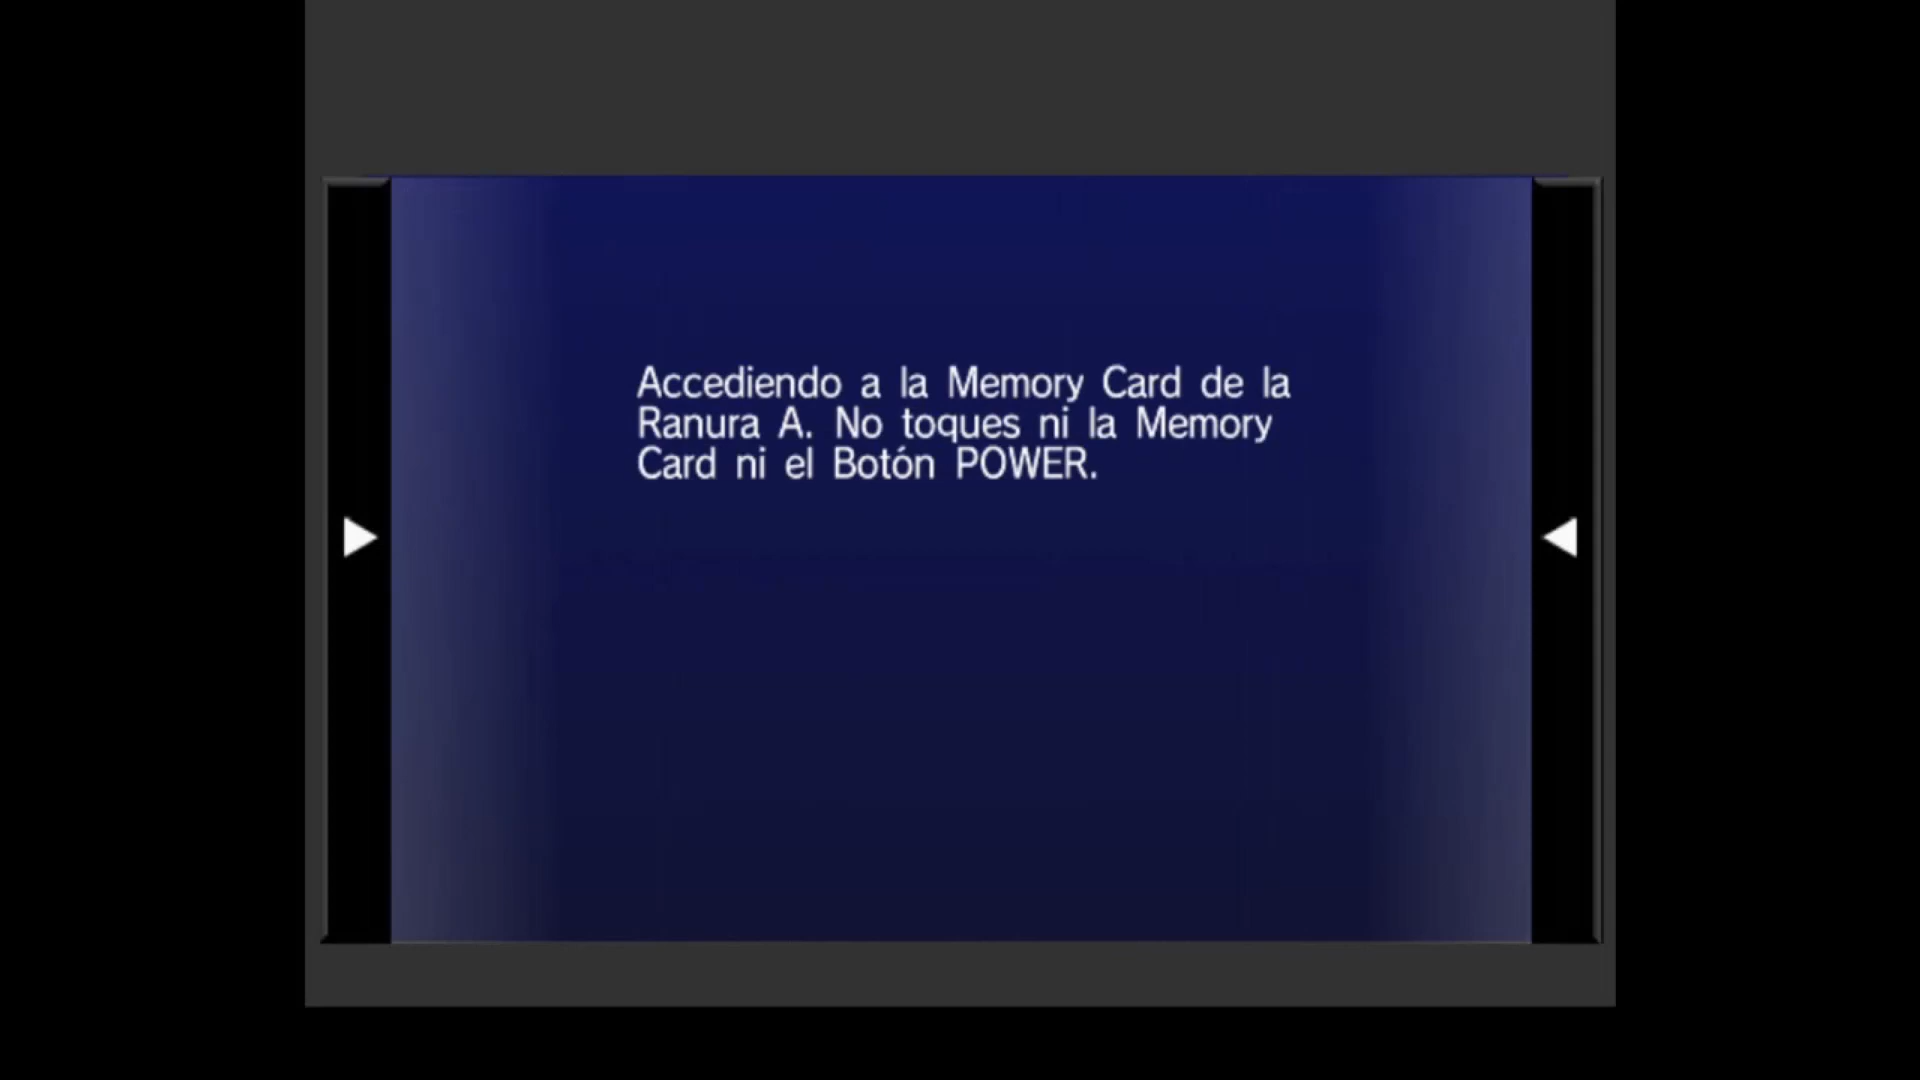 Accediendo a la Memory Card de la
Ranura A. No toques ni la Memory
Card ni el Botón POWER.